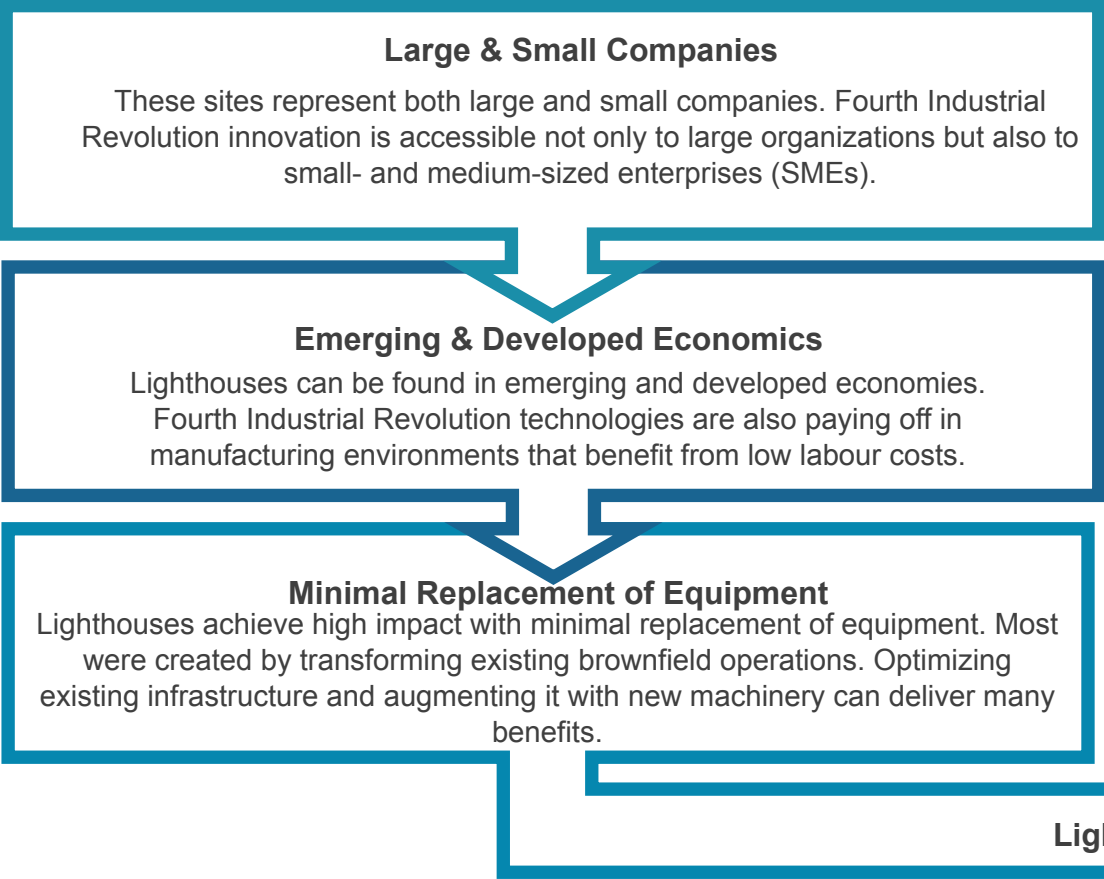 Large & Small Companies
These sites represent both large and small companies. Fourth Industrial
Revolution innovation is accessible not only to large organizations but also to
small- and medium-sized enterprises (SMEs).
Emerging & Developed Economics
Lighthouses can be found in emerging and developed economies.
Fourth Industrial Revolution technologies are also paying off in
manufacturing environments that benefit from low labour costs.
Minimal Replacement of Equipment
Lighthouses achieve high impact with minimal replacement of equipment. Most
were created by transforming existing brownfield operations. Optimizing
existing infrastructure and augmenting it with new machinery can deliver many
benefits.